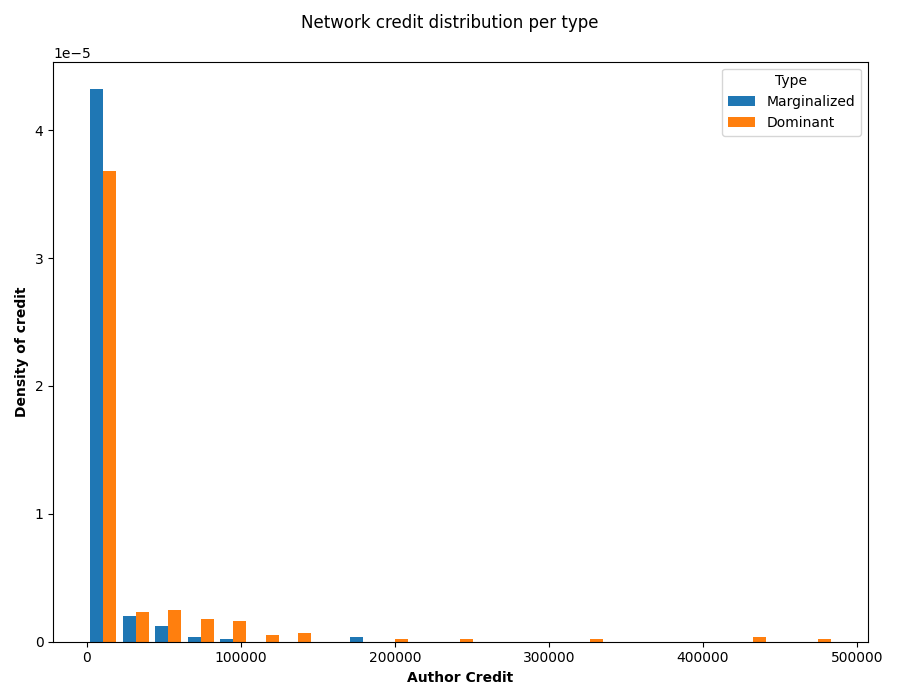 Network credit distribution per type
1e−5
Type
Marginalized
Dominant
4
3
2
1
0
Density of credit
0 100000 200000 300000 400000 500000
Author Credit